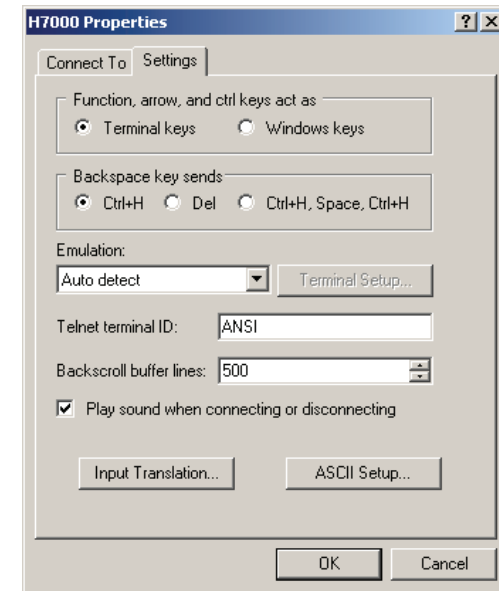 H7000 Properties
Connect To Settings
Function, arrow, and ctrl keys act as
Terminal keys Windows keys
Backspace key sends
Ctrl+H Del Ctrl+H, Space, Ctrl+H
Emulation:
Auto detect Terminal Setup...
Telnet terminal ID: ANSI
Backscroll buffer lines: 500
Play sound when connecting or disconnecting
Input Translation... ASCII Setup...
OK Cancel